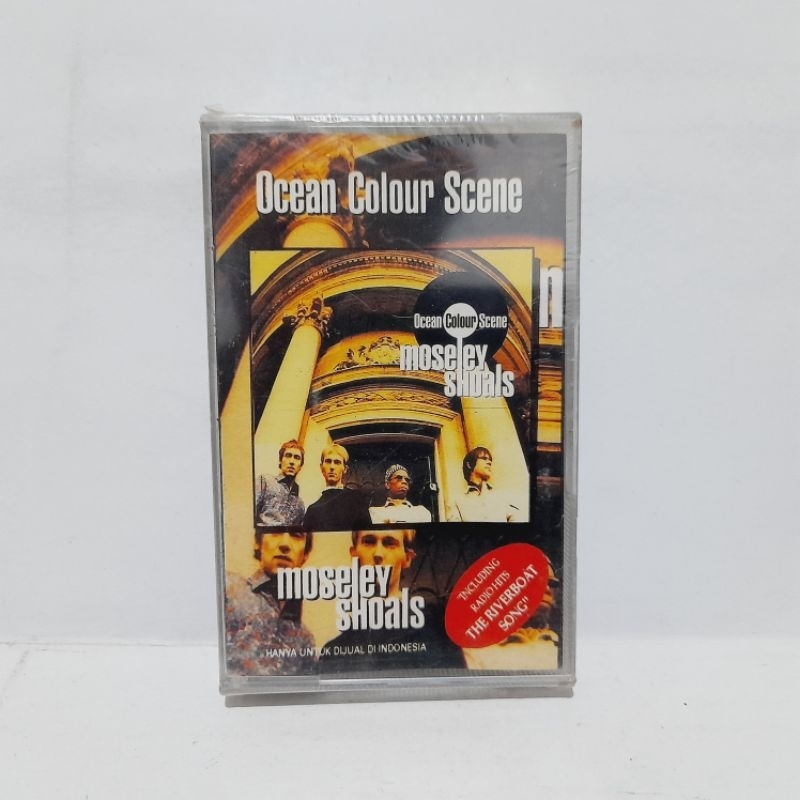 Ocean Colour Scene
n
Ocean Colour Scene
moseley
shoals
moseley
shoals
"INCLUDING
RADIO HITS
THE RIVERBOAT
SONG"
HANYA UNTUK DIJUAL DI INDONESIA